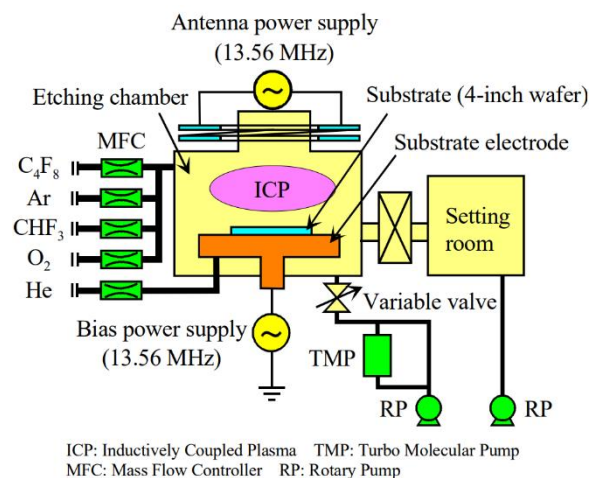 Antenna power supply
(13.56 MHz)
Etching chamber
Substrate (4-inch wafer)
MFC
Substrate electrode
C₄F₈
Ar
CHF₃
O₂
He
ICP
Setting
room
Variable valve
Bias power supply
(13.56 MHz)
TMP
RP
RP
ICP: Inductively Coupled Plasma TMP: Turbo Molecular Pump
MFC: Mass Flow Controller RP: Rotary Pump